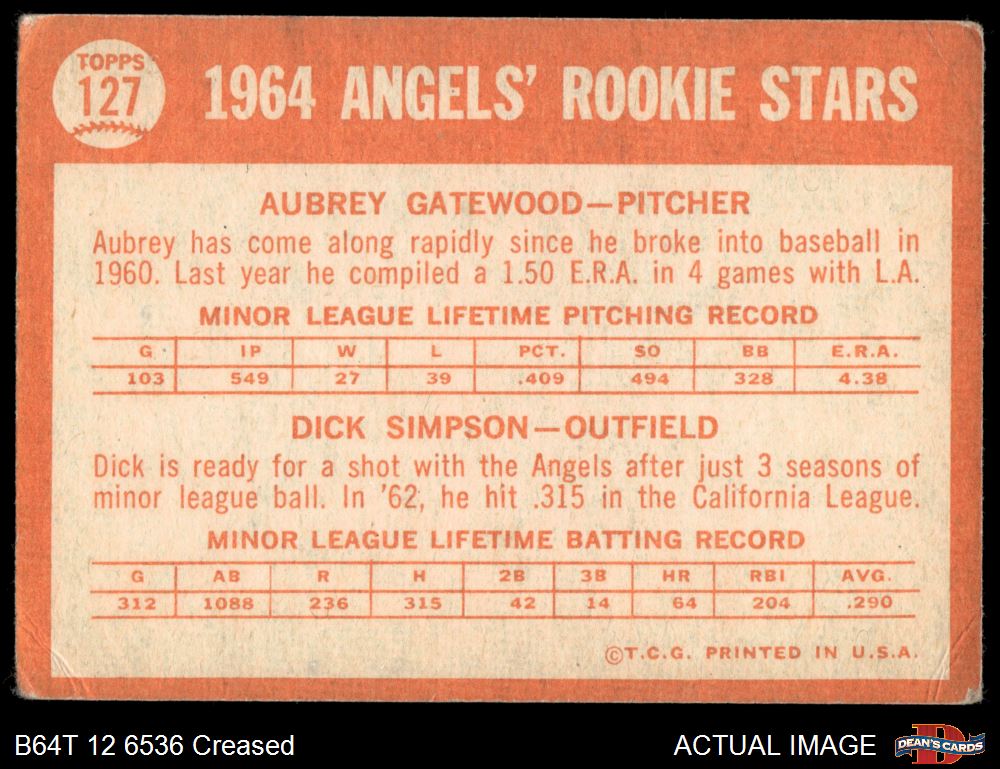 TOPPS
127
1964 ANGELS' ROOKIE STARS
AUBREY GATEWOOD—PITCHER
Aubrey has come along rapidly since he broke into baseball in
1960. Last year he compiled a 1.50 E.R.A. in 4 games with L.A.
MINOR LEAGUE LIFETIME PITCHING RECORD
G IP W L PCT. SO BB E.R.A.
103 549 27 39 .409 494 328 4.38
DICK SIMPSON—OUTFIELD
Dick is ready for a shot with the Angels after just 3 seasons of
minor league ball. In '62, he hit .315 in the California League.
MINOR LEAGUE LIFETIME BATTING RECORD
G AB R H 2B 3B HR RBI AVG.
312 1088 236 315 42 14 64 204 .290
©T.C.G. PRINTED IN U.S.A.
B64T 12 6536 Creased
ACTUAL IMAGE
D
DEAN'S CARDS